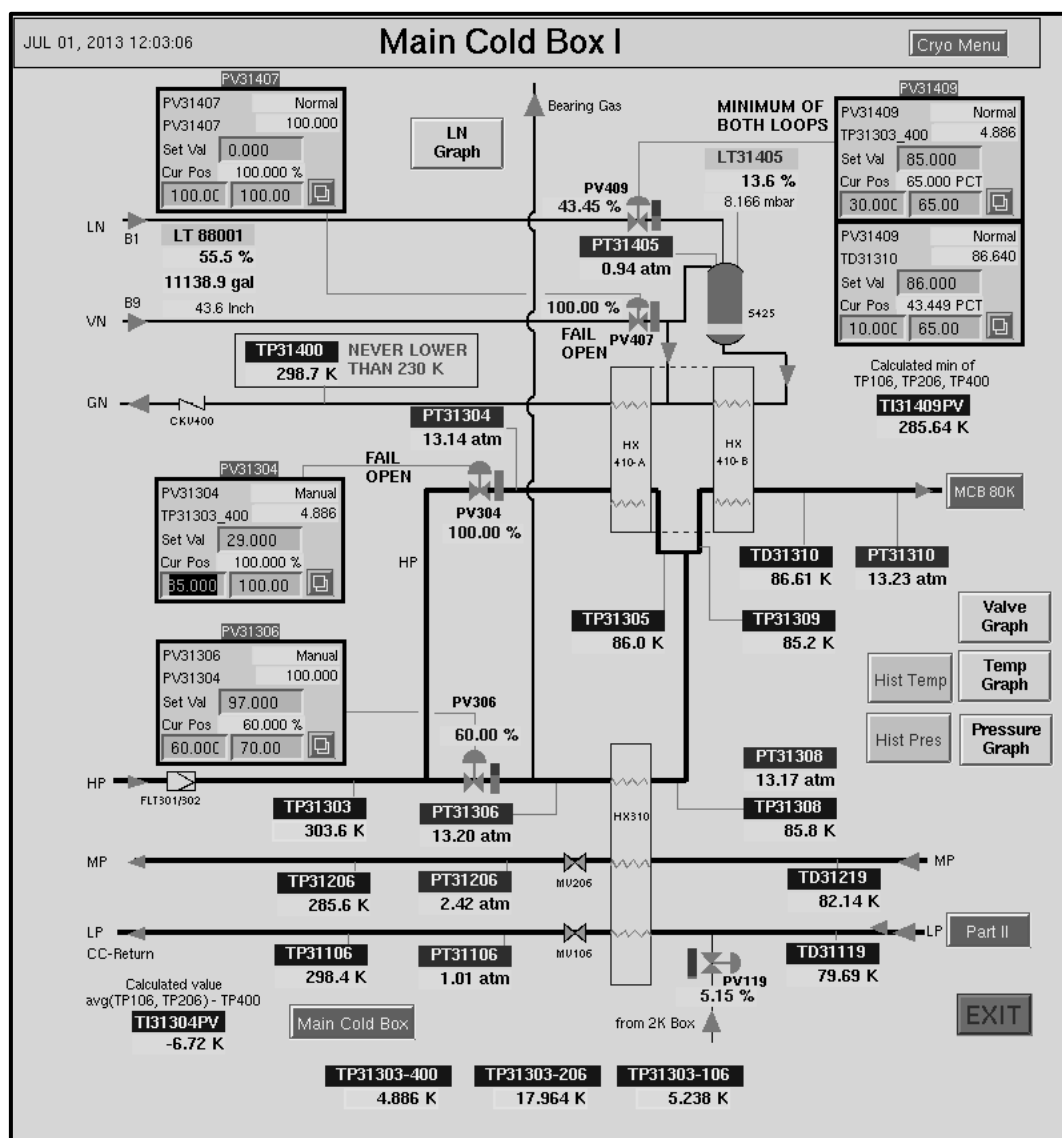 JUL 01, 2013 12:03:06
Main Cold Box I
Cryo Menu
PV31407
PV31407 Normal
PV31407 100.000
Set Val 0.000
Cur Pos 100.000 %
100.00 100.00
LN Graph
Bearing Gas
MINIMUM OF
BOTH LOOPS
LT31405
13.6 %
8.166 mbar
PV31409
PV31409 Normal
TP31303_400 4.886
Set Val 85.000
Cur Pos 65.000 PCT
30.000 65.00
PV31409 Normal
TD31310 86.640
Set Val 86.000
Cur Pos 43.449 PCT
10.000 65.00
Calculated min of
TP106, TP206, TP400
TI31409PV
285.64 K
PV409
43.45 %
LN
B1
LT 88001
55.5 %
11138.9 gal
43.6 Inch
PT31405
0.94 atm
S425
B9
VN
100.00 %
FAIL
OPEN
PV407
TP31400
298.7 K
NEVER LOWER
THAN 230 K
GN
CKV400
PT31304
13.14 atm
HX
410-A
HX
410-B
PV31304
PV31304 Manual
TP31303_400 4.886
Set Val 29.000
Cur Pos 100.000 %
85.000 100.00
FAIL
OPEN
PV304
100.00 %
HP
MCB 80K
TD31310
86.61 K
PT31310
13.23 atm
TP31305
86.0 K
TP31309
85.2 K
Valve
Graph
Hist Temp
Temp
Graph
Hist Pres
Pressure
Graph
PV31306
PV31306 Manual
PV31304 100.000
Set Val 97.000
Cur Pos 60.000 %
60.000 70.00
PV306
60.00 %
HP
FLT301/302
TP31303
303.6 K
PT31306
13.20 atm
HX310
PT31308
13.17 atm
TP31308
85.8 K
MP
TP31206
285.6 K
PT31206
2.42 atm
MV206
TD31219
82.14 K
MP
LP
CC-Return
TP31106
298.4 K
PT31106
1.01 atm
MV106
TD31119
79.69 K
LP
Part II
PV119
5.15 %
from 2K Box
Calculated value
avg(TP106, TP206) - TP400
TI31304PV
-6.72 K
Main Cold Box
EXIT
TP31303-400
4.886 K
TP31303-206
17.964 K
TP31303-106
5.238 K